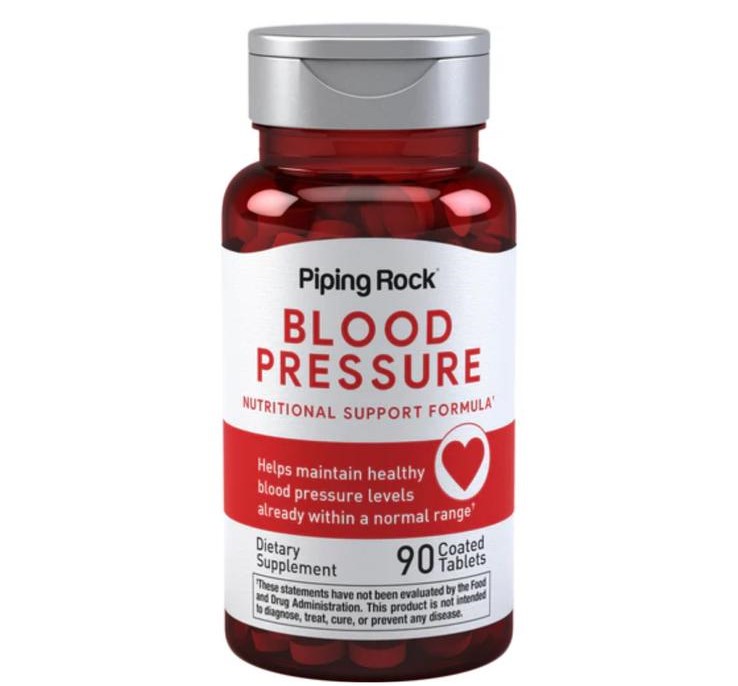 Piping Rock®
BLOOD
PRESSURE
NUTRITIONAL SUPPORT FORMULA†
Helps maintain healthy
blood pressure levels
already within a normal range†
Dietary
Supplement
90 Coated
Tablets
†These statements have not been evaluated by the Food
and Drug Administration. This product is not intended
to diagnose, treat, cure, or prevent any disease.